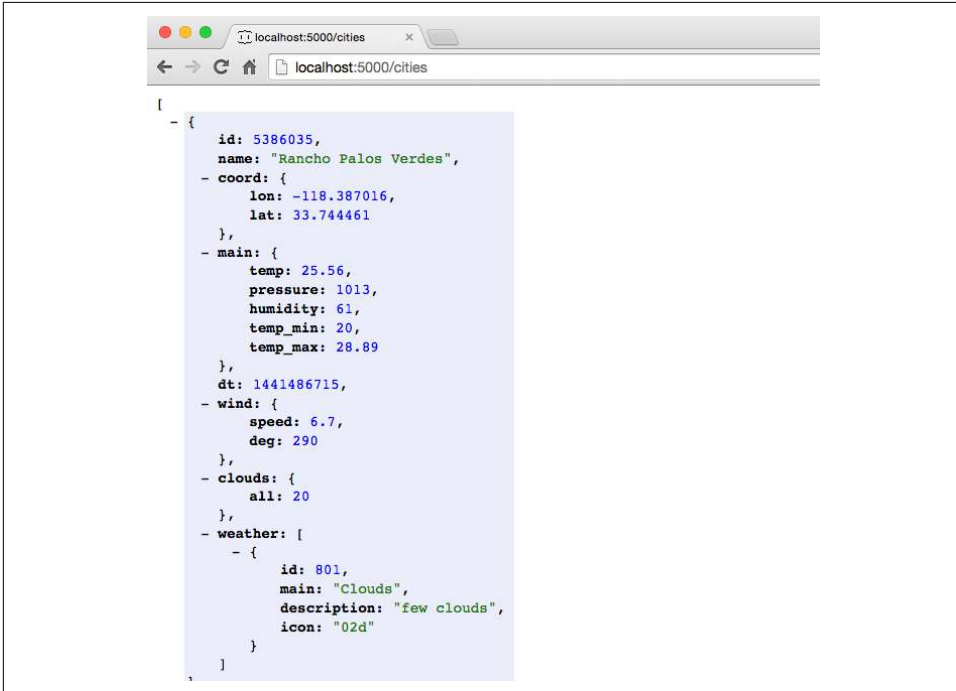 localhost:5000/cities
localhost:5000/cities
[
- {
id: 5386035,
name: "Rancho Palos Verdes",
- coord: {
lon: -118.387016,
lat: 33.744461
},
- main: {
temp: 25.56,
pressure: 1013,
humidity: 61,
temp_min: 20,
temp_max: 28.89
},
dt: 1441486715,
- wind: {
speed: 6.7,
deg: 290
},
- clouds: {
all: 20
},
- weather: [
- {
id: 801,
main: "Clouds",
description: "few clouds",
icon: "02d"
}
]